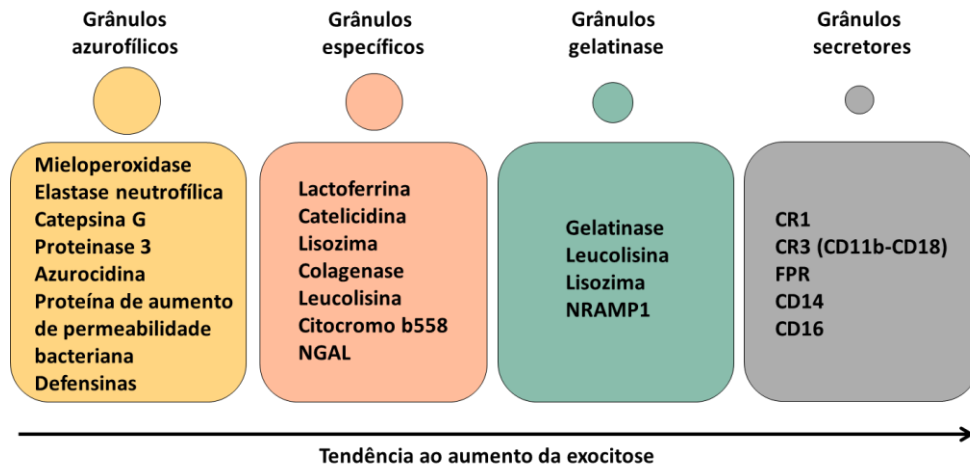 Grânulos
azurofílicos
Grânulos
específicos
Grânulos
gelatinase
Grânulos
secretores
Mieloperoxidase
Elastase neutrofílica
Catepsina G
Proteinase 3
Azurocidina
Proteína de aumento
de permeabilidade
bacteriana
Defensinas
Lactoferrina
Catelicidina
Lisozima
Colagenase
Leucolisina
Citocromo b558
NGAL
Gelatinase
Leucolisina
Lisozima
NRAMP1
CR1
CR3 (CD11b-CD18)
FPR
CD14
CD16
Tendência ao aumento da exocitose